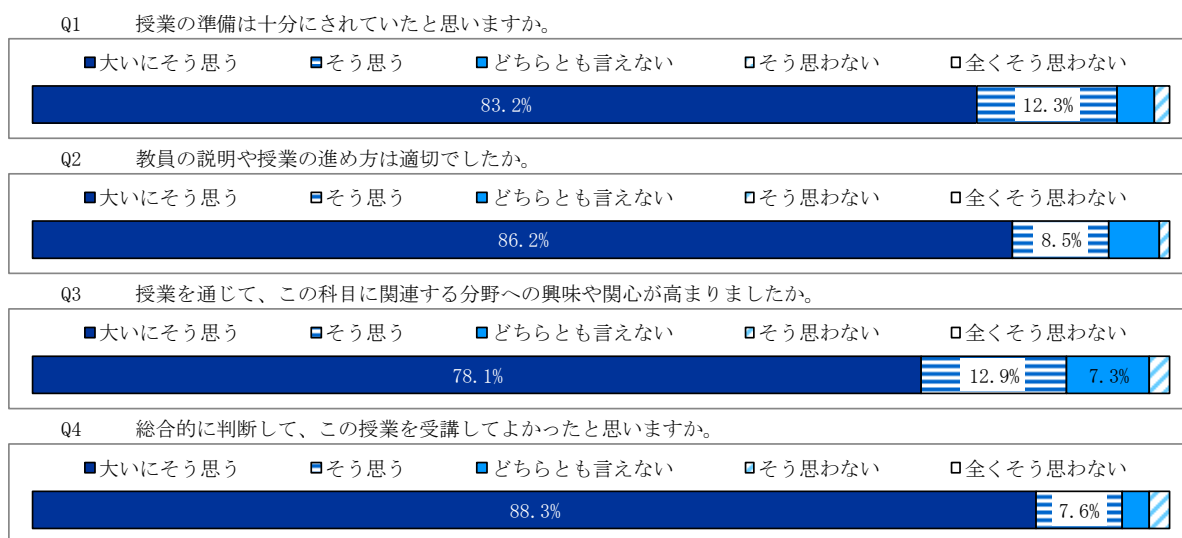 Q1 授業の準備は十分にされていたと思いますか。
大いにそう思う そう思う どちらとも言えない そう思わない 全くそう思わない
83.2% 12.3%
Q2 教員の説明や授業の進め方は適切でしたか。
大いにそう思う そう思う どちらとも言えない そう思わない 全くそう思わない
86.2% 8.5%
Q3 授業を通じて、この科目に関連する分野への興味や関心が高まりましたか。
大いにそう思う そう思う どちらとも言えない そう思わない 全くそう思わない
78.1% 12.9% 7.3%
Q4 総合的に判断して、この授業を受講してよかったと思いますか。
大いにそう思う そう思う どちらとも言えない そう思わない 全くそう思わない
88.3% 7.6%